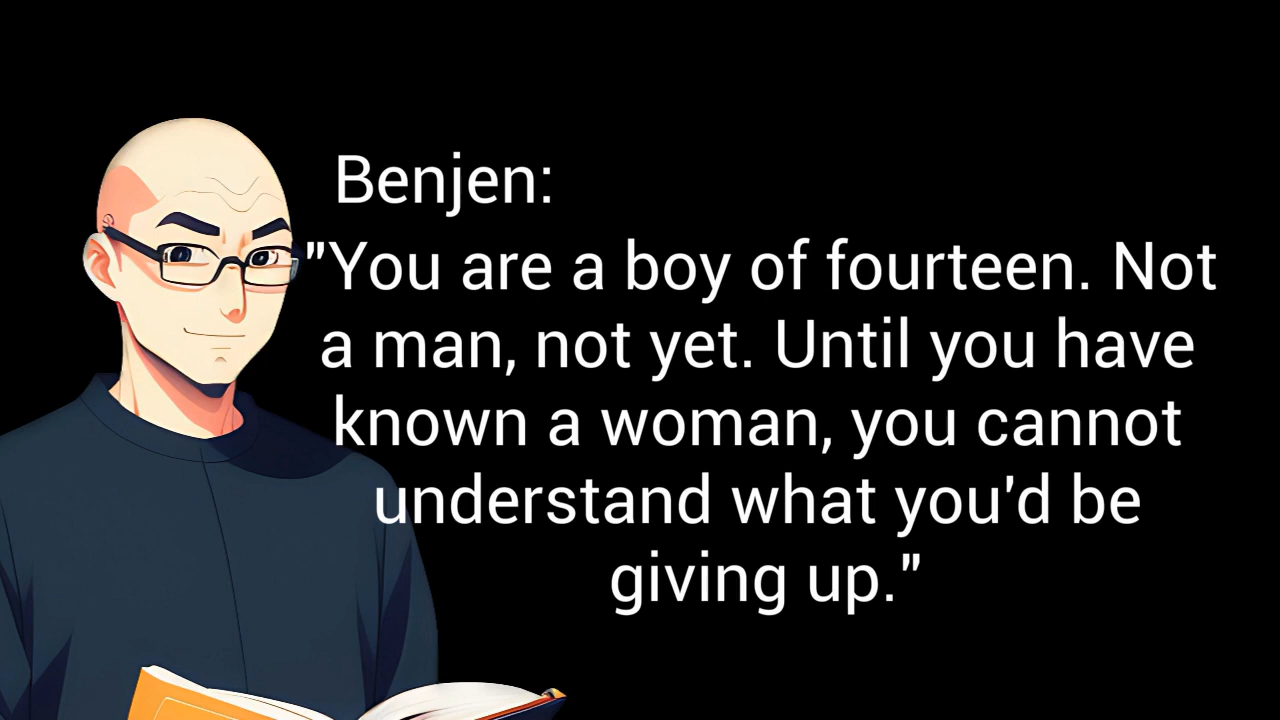 Benjen:
"You are a boy of fourteen. Not
a man, not yet. Until you have
known a woman, you cannot
understand what you'd be
giving up."